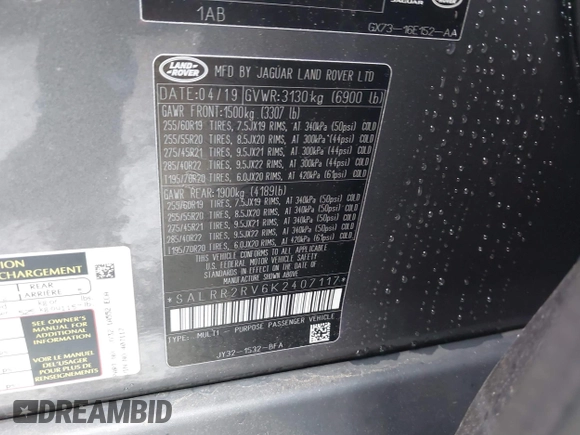 JAGUAR
1AB
GX73-16E152-AA
LAND ROVER
MFD BY JAGUAR LAND ROVER LTD
DATE:04/19 GVWR:3130kg (6900 lb)
GAWR FRONT:1500kg (3307 lb)
255/60R19 TIRES, 7.5JX19 RIMS, AT 340kPa (50psi) COLD
255/55R20 TIRES, 8.5JX20 RIMS, AT 300kPa (44psi) COLD
275/45R21 TIRES, 9.5JX21 RIMS, AT 300kPa (44psi) COLD
285/40R22 TIRES, 9.5JX22 RIMS, AT 300kPa (44psi) COLD
T195/70R20 TIRES, 6.0JX20 RIMS, AT 420kPa (61psi) COLD
GAWR REAR:1900kg (4189lb)
255/60R19 TIRES, 7.5JX19 RIMS, AT 340kPa (50psi) COLD
255/55R20 TIRES, 8.5JX20 RIMS, AT 340kPa (50psi) COLD
275/45R21 TIRES, 9.5JX21 RIMS, AT 340kPa (50psi) COLD
285/40R22 TIRES, 9.5JX22 RIMS, AT 340kPa (50psi) COLD
T195/70R20 TIRES, 6.0JX20 RIMS, AT 420kPa (61psi) COLD
THIS VEHICLE CONFORMS TO ALL APPLICABLE
FEDERAL MOTOR VEHICLE SAFETY AND THEFT PREVENTION
STANDARDS IN EFFECT ON THE DATE OF
MANUFACTURE SHOWN ABOVE
*SALRR2RV6K2407117*
TYPE: MULTI - PURPOSE PASSENGER VEHICLE
JY32-1532-BFA
REAR
ARRIÈRE
SEE OWNER'S
MANUAL FOR
ADDITIONAL
INFORMATION
VOIR LE MANUEL
DE L'USAGER
POUR PLUS DE
RENSEIGNEMENTS
DREAMBID